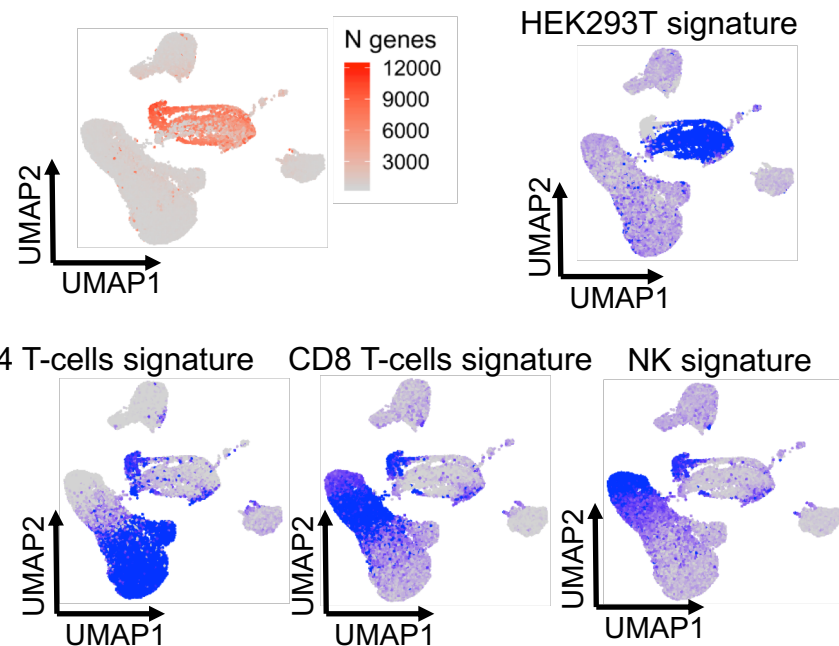 N genes
12000
9000
6000
3000
UMAP2
UMAP1
HEK293T signature
UMAP2
UMAP1
4 T-cells signature
UMAP2
UMAP1
CD8 T-cells signature
UMAP2
UMAP1
NK signature
UMAP2
UMAP1